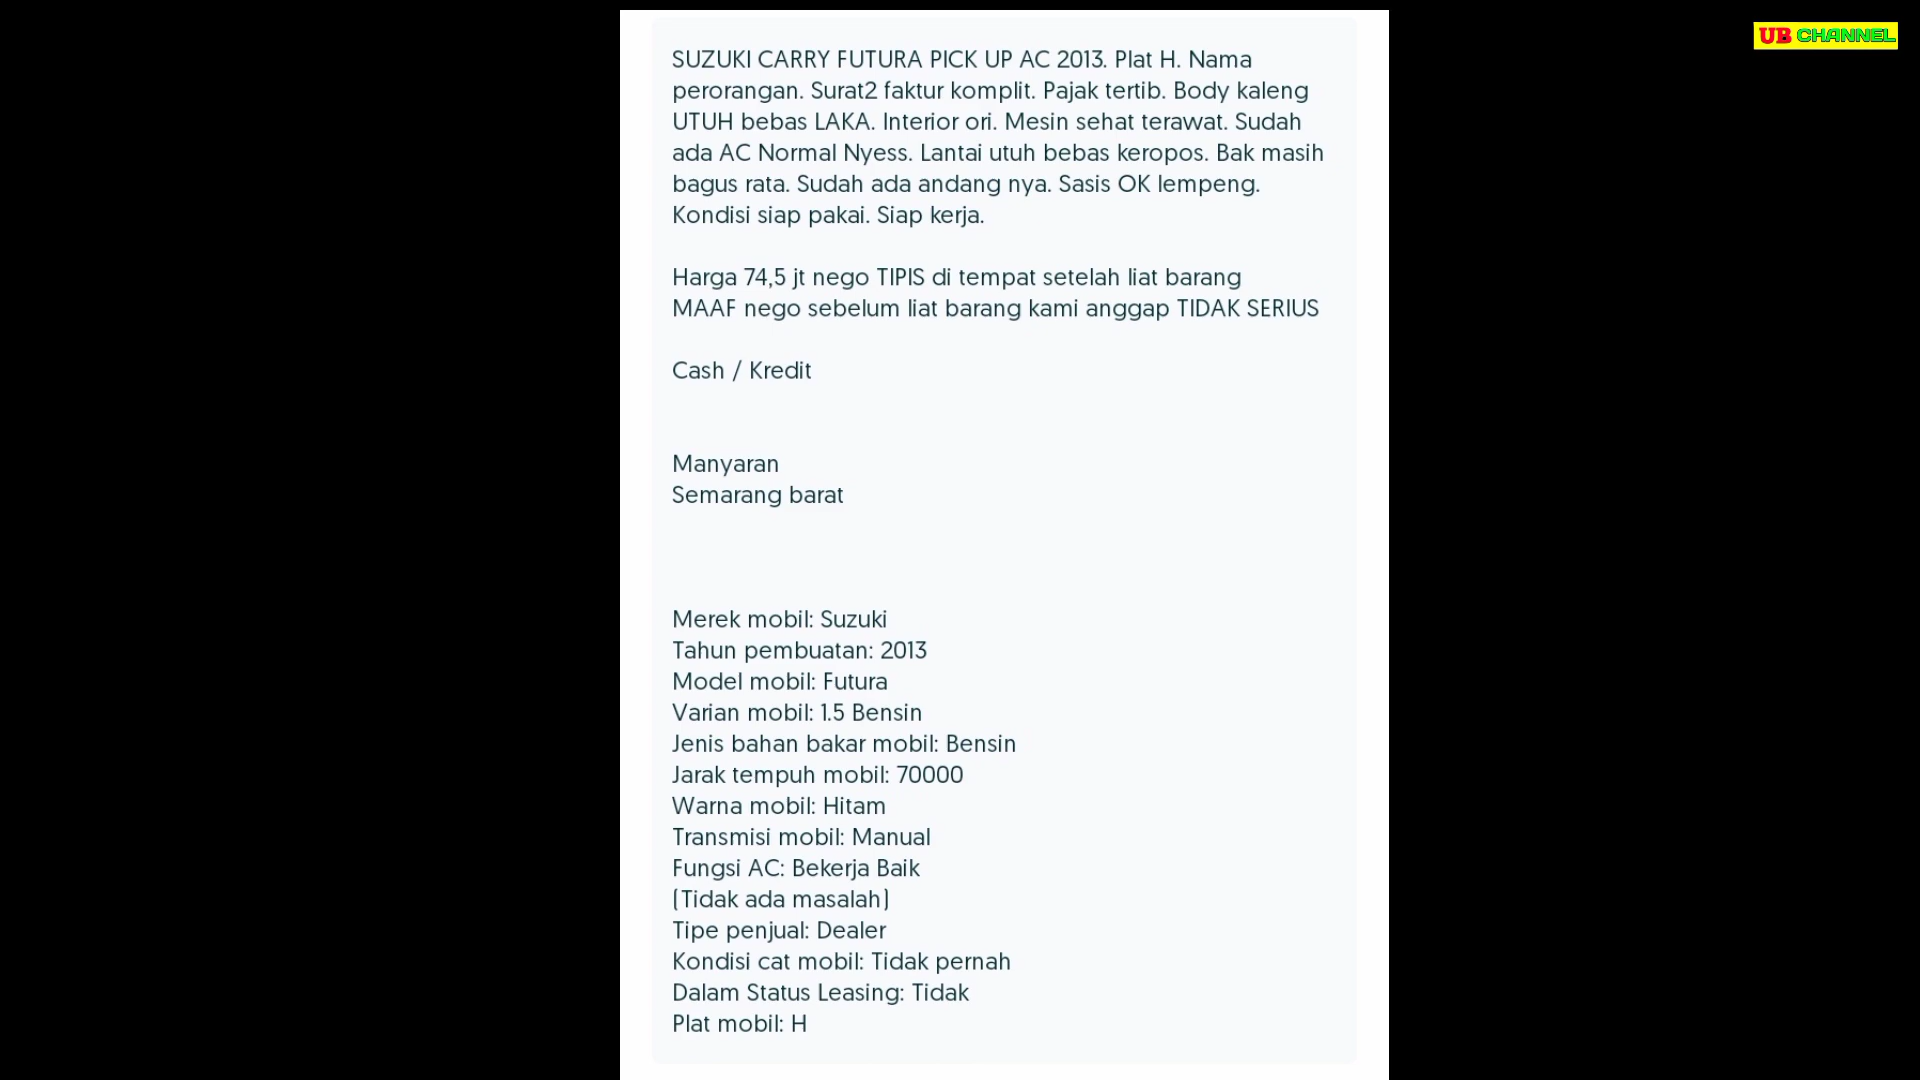 UB CHANNEL
SUZUKI CARRY FUTURA PICK UP AC 2013. Plat H. Nama
perorangan. Surat2 faktur komplit. Pajak tertib. Body kaleng
UTUH bebas LAKA. Interior ori. Mesin sehat terawat. Sudah
ada AC Normal Nyess. Lantai utuh bebas keropos. Bak masih
bagus rata. Sudah ada andang nya. Sasis OK lempeng.
Kondisi siap pakai. Siap kerja.
Harga 74,5 jt nego TIPIS di tempat setelah liat barang
MAAF nego sebelum liat barang kami anggap TIDAK SERIUS
Cash / Kredit
Manyaran
Semarang barat
Merek mobil: Suzuki
Tahun pembuatan: 2013
Model mobil: Futura
Varian mobil: 1.5 Bensin
Jenis bahan bakar mobil: Bensin
Jarak tempuh mobil: 70000
Warna mobil: Hitam
Transmisi mobil: Manual
Fungsi AC: Bekerja Baik
(Tidak ada masalah)
Tipe penjual: Dealer
Kondisi cat mobil: Tidak pernah
Dalam Status Leasing: Tidak
Plat mobil: H